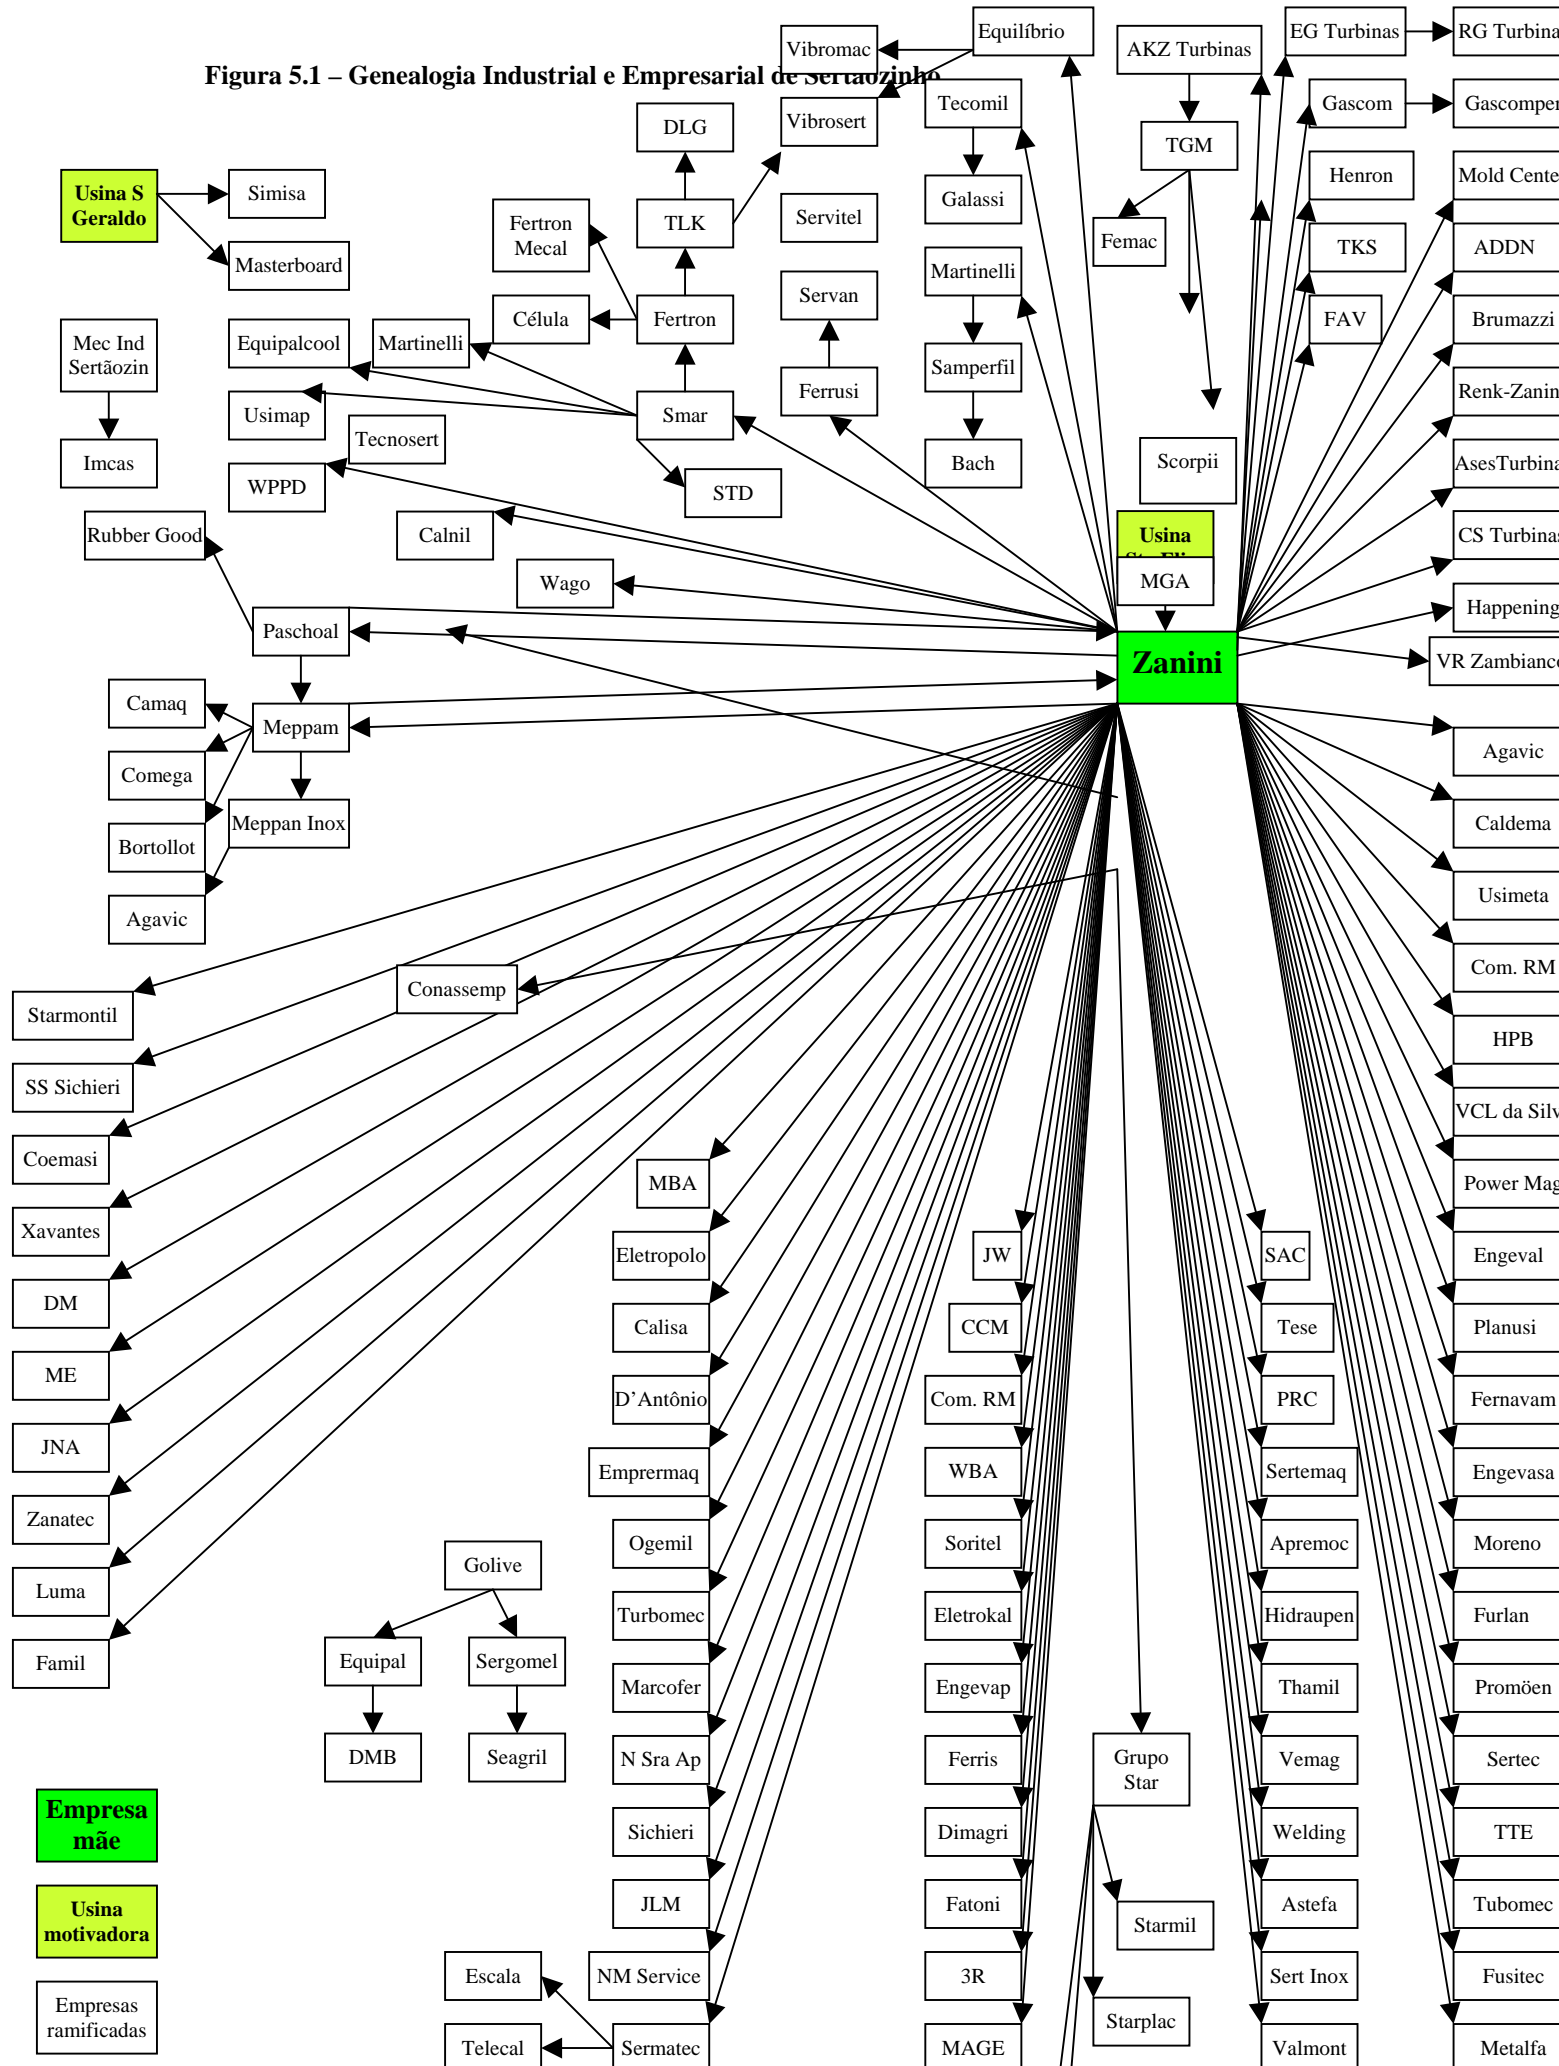 Figura 5.1 – Genealogia Industrial e Empresarial de Sertãozinho
Equilíbrio
EG Turbinas
RG Turbina
Vibromac
AKZ Turbinas
Tecomil
Gascom
Gascomper
Vibrosert
DLG
TGM
Usina S
Geraldo
Simisa
Galassi
Henron
Mold Cente
Fertron
Mecal
TLK
Servitel
Femac
TKS
ADDN
Masterboard
Martinelli
Servan
Célula
Fertron
FAV
Brumazzi
Mec Ind
Sertãozin
Equipalcool
Martinelli
Samperfil
Ferrusi
Renk-Zanin
Usimap
Smar
Tecnosert
Imcas
Bach
Scorpii
AsesTurbina
WPPD
STD
Rubber Good
Calnil
Usina
CS Turbinas
MGA
Wago
Happening
Paschoal
Zanini
VR Zambianco
Camaq
Meppam
Agavic
Comega
Meppan Inox
Caldema
Bortollot
Usimeta
Agavic
Com. RM
Conassemp
Starmontil
HPB
SS Sichieri
VCL da Silv
Coemasi
MBA
Power Mag
Xavantes
Eletropolo
JW
SAC
Engeval
DM
Calisa
CCM
Tese
Planusi
ME
D’Antônio
Com. RM
PRC
Fernavam
JNA
Emprermaq
WBA
Sertemaq
Engevasa
Zanatec
Ogemil
Soritel
Apremoc
Moreno
Golive
Luma
Turbomec
Eletrokal
Hidraupen
Furlan
Famil
Equipal
Sergomel
Marcofer
Engevap
Thamil
Promöen
DMB
Seagril
N Sra Ap
Ferris
Grupo
Star
Vemag
Sertec
Empresa
mãe
Sichieri
Dimagri
Welding
TTE
Usina
motivadora
JLM
Fatoni
Starmil
Astefa
Tubomec
Escala
NM Service
3R
Sert Inox
Fusitec
Empresas
ramificadas
Starplac
Telecal
Sermatec
MAGE
Valmont
Metalfa